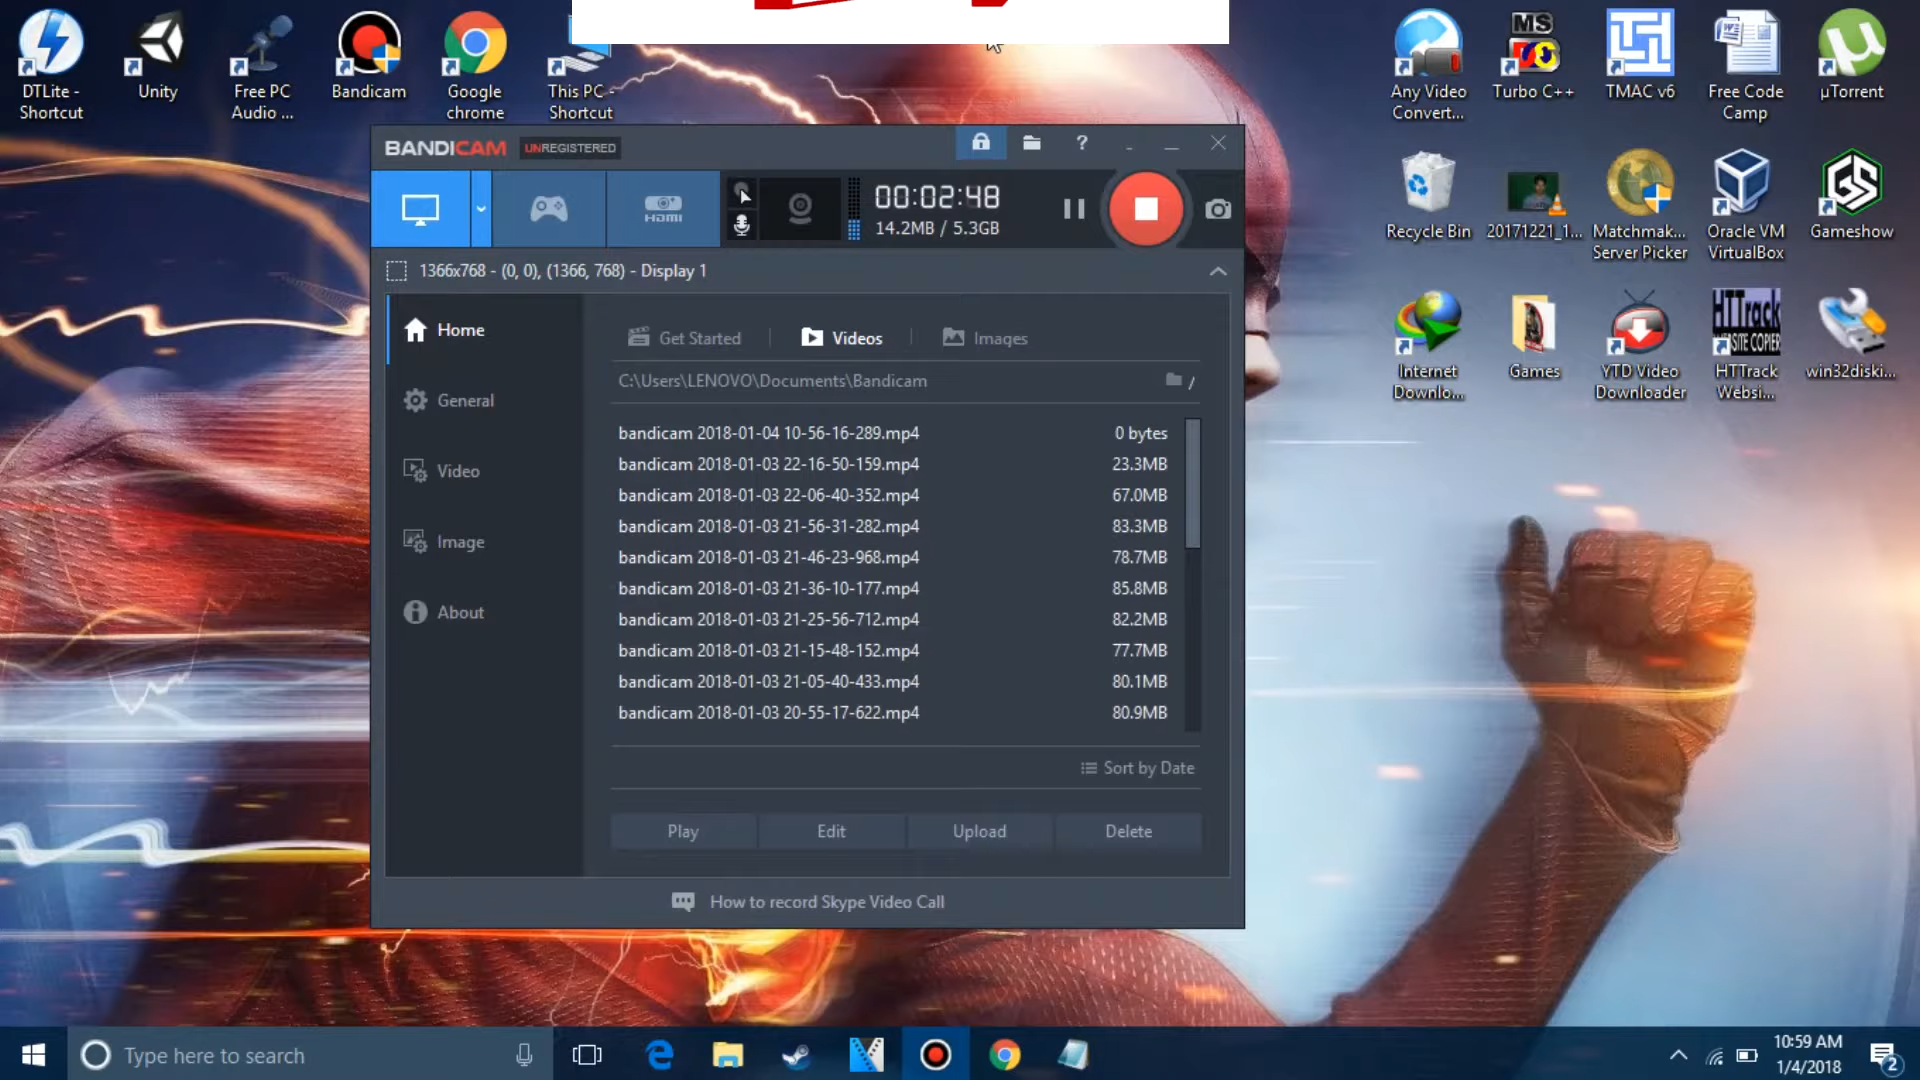 DTLite -
Shortcut
Unity
Free PC
Audio ...
Bandicam
Google
chrome
This PC -
Shortcut
Any Video
Convert...
MS
DOS
Turbo C++
TMAC v6
Free Code
Camp
µTorrent
Recycle Bin
20171221_1...
Matchmak...
Server Picker
Oracle VM
VirtualBox
GS
Gameshow
Internet
Downlo...
Games
YTD Video
Downloader
HTTrack
SITE COPIER
HTTrack
Websi...
win32diski...
BANDICAM
UNREGISTERED
?
HDMI
00:02:48
14.2MB / 5.3GB
1366x768 - (0, 0), (1366, 768) - Display 1
Home
General
Video
Image
About
Get Started
Videos
Images
C:\Users\LENOVO\Documents\Bandicam
/
bandicam 2018-01-04 10-56-16-289.mp4 0 bytes
bandicam 2018-01-03 22-16-50-159.mp4 23.3MB
bandicam 2018-01-03 22-06-40-352.mp4 67.0MB
bandicam 2018-01-03 21-56-31-282.mp4 83.3MB
bandicam 2018-01-03 21-46-23-968.mp4 78.7MB
bandicam 2018-01-03 21-36-10-177.mp4 85.8MB
bandicam 2018-01-03 21-25-56-712.mp4 82.2MB
bandicam 2018-01-03 21-15-48-152.mp4 77.7MB
bandicam 2018-01-03 21-05-40-433.mp4 80.1MB
bandicam 2018-01-03 20-55-17-622.mp4 80.9MB
Sort by Date
Play
Edit
Upload
Delete
How to record Skype Video Call
Type here to search
10:59 AM
1/4/2018
2